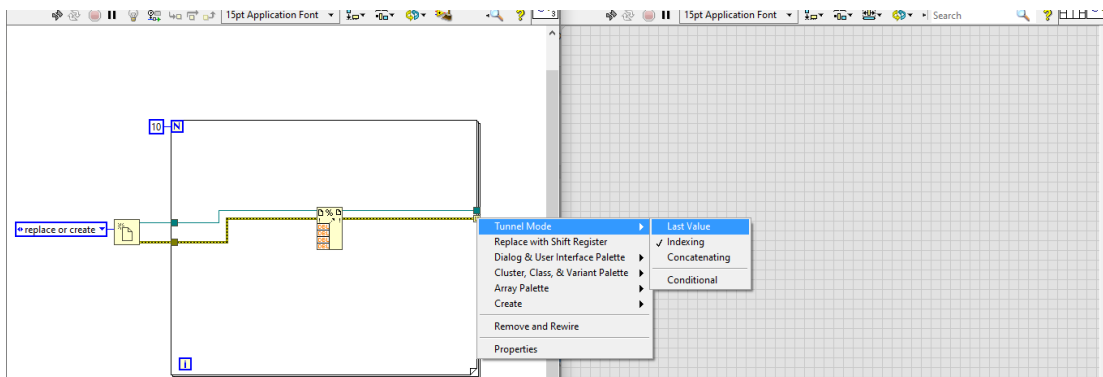 15pt Application Font
3
15pt Application Font
Search
10 N
replace or create
%
Tunnel Mode
Replace with Shift Register
Dialog & User Interface Palette
Cluster, Class, & Variant Palette
Array Palette
Create
Remove and Rewire
Properties
Last Value
Indexing
Concatenating
Conditional
i